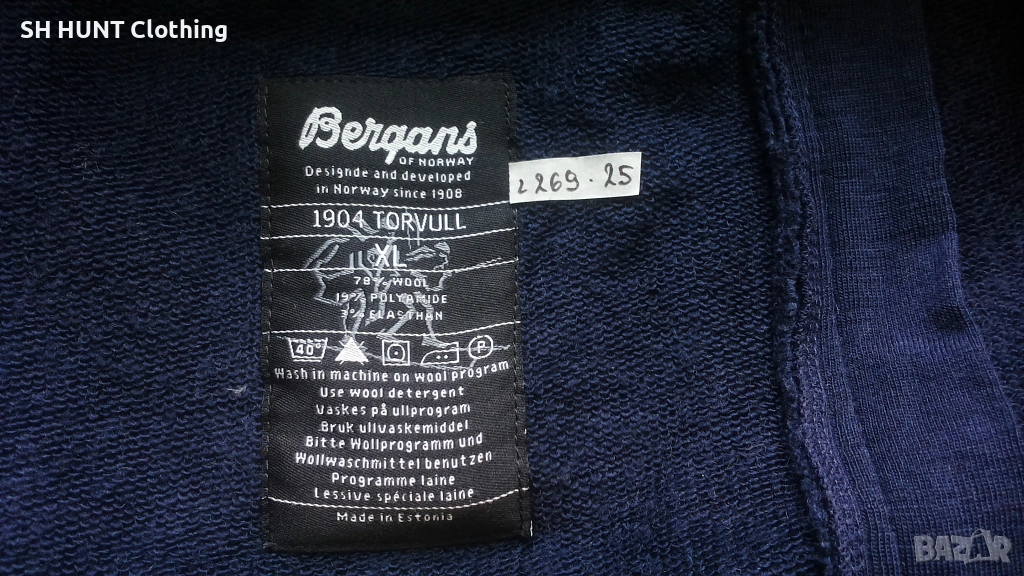 SH HUNT Clothing
Bergans
OF NORWAY
Designde and developed
in Norway since 1908
2269.25
1904 TORVULL
XL
78% WOOL
19% POLYAMIDE
3% ELASTHAN
40°
P
Wash in machine on wool program
Use wool detergent
Vaskes på ullprogram
Bruk ullvaskemiddel
Bitte Wollprogramm und
Wollwaschmittel benutzen
Programme laine
Lessive spéciale laine
Made in Estonia
BAZAR